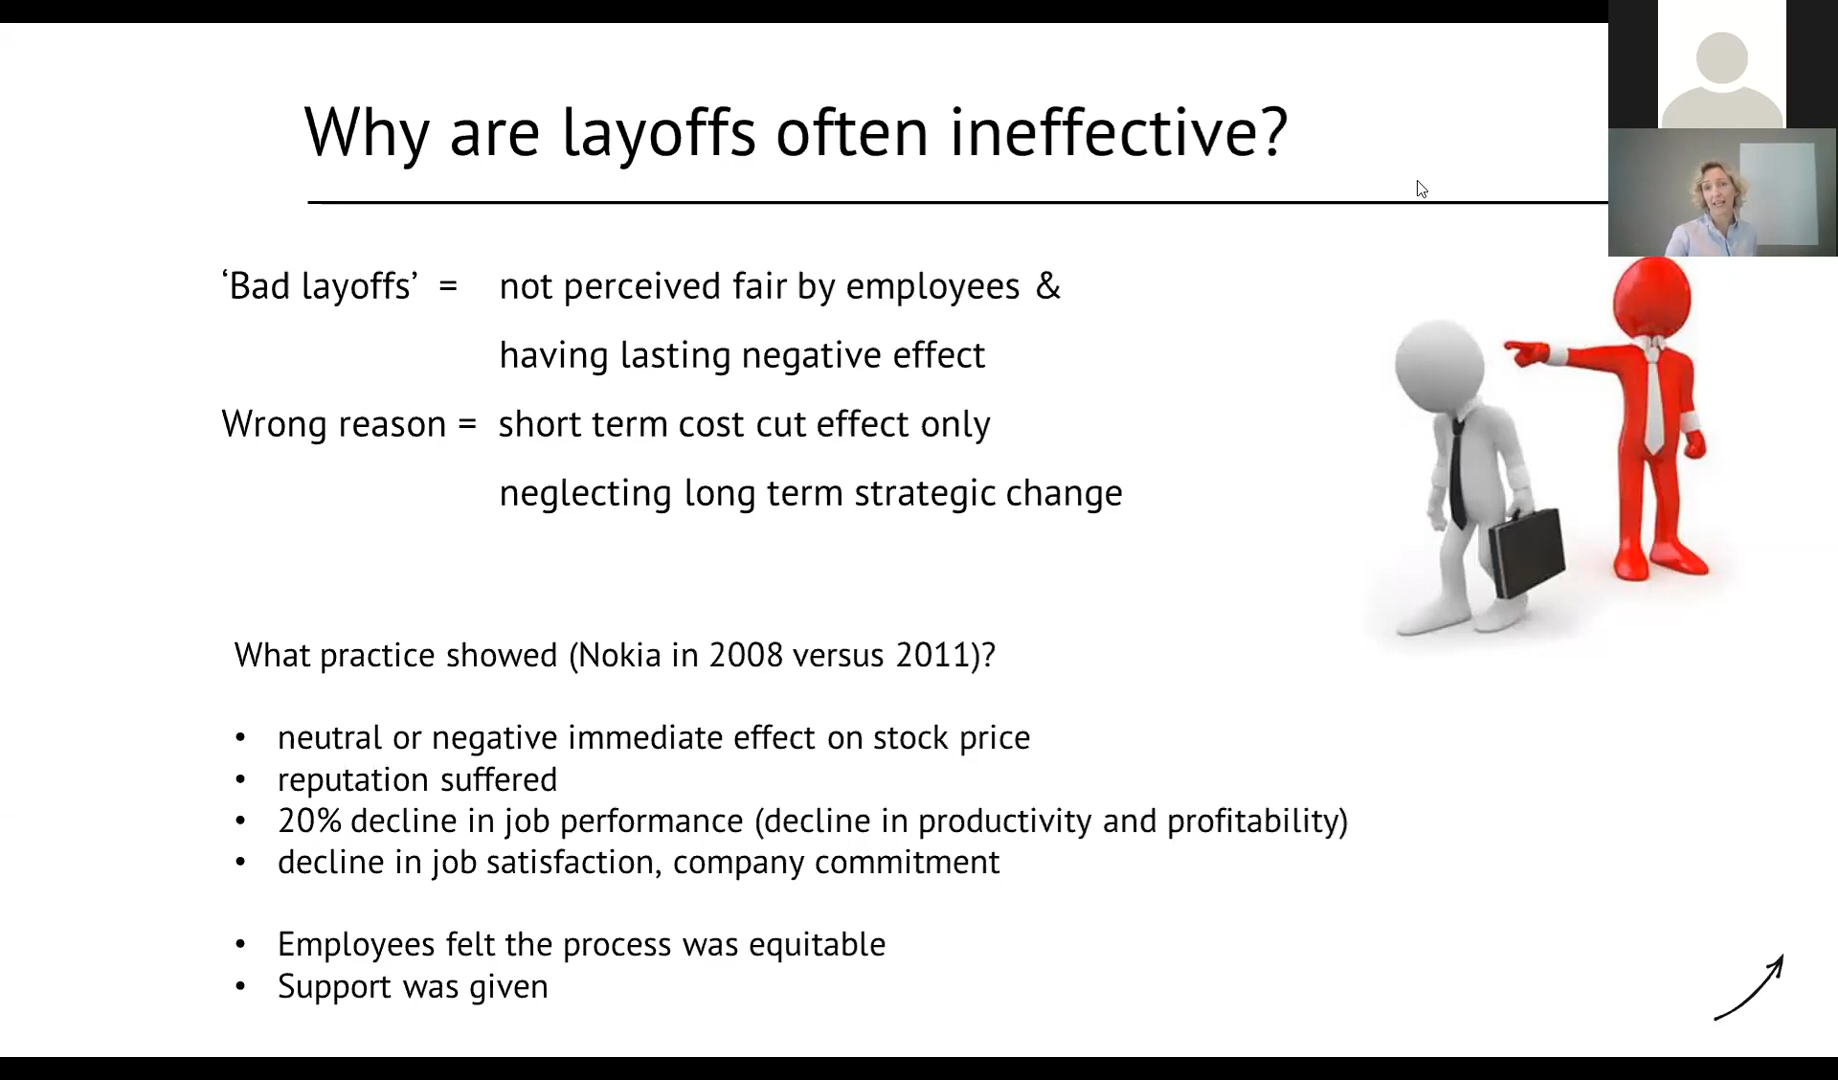 Why are layoffs often ineffective?
‘Bad layoffs’ = not perceived fair by employees &
having lasting negative effect
Wrong reason = short term cost cut effect only
neglecting long term strategic change
What practice showed (Nokia in 2008 versus 2011)?
• neutral or negative immediate effect on stock price
• reputation suffered
• 20% decline in job performance (decline in productivity and profitability)
• decline in job satisfaction, company commitment
• Employees felt the process was equitable
• Support was given